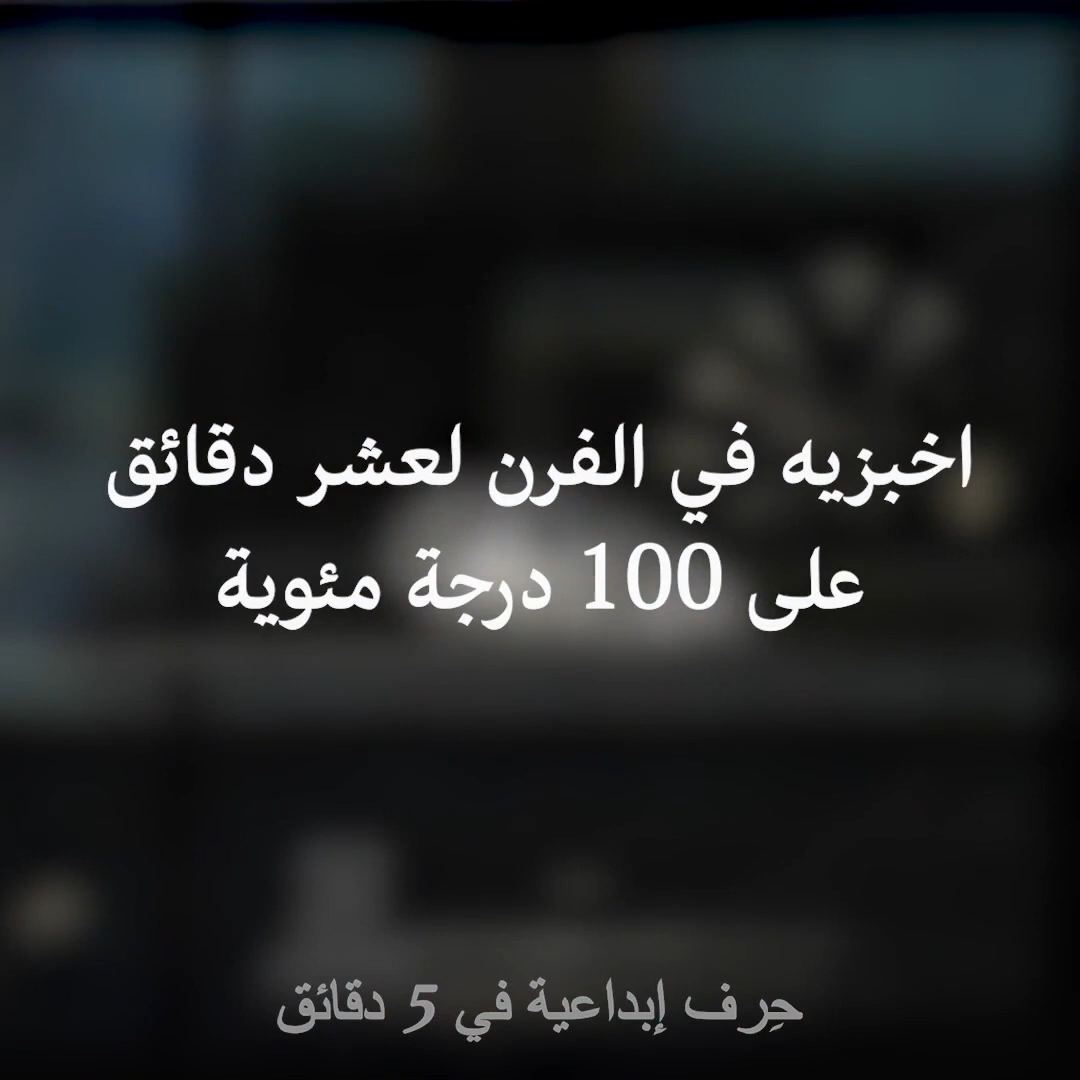 اخبزيه في الفرن لعشر دقائق
على 100 درجة مئوية
حِرف إبداعية في 5 دقائق